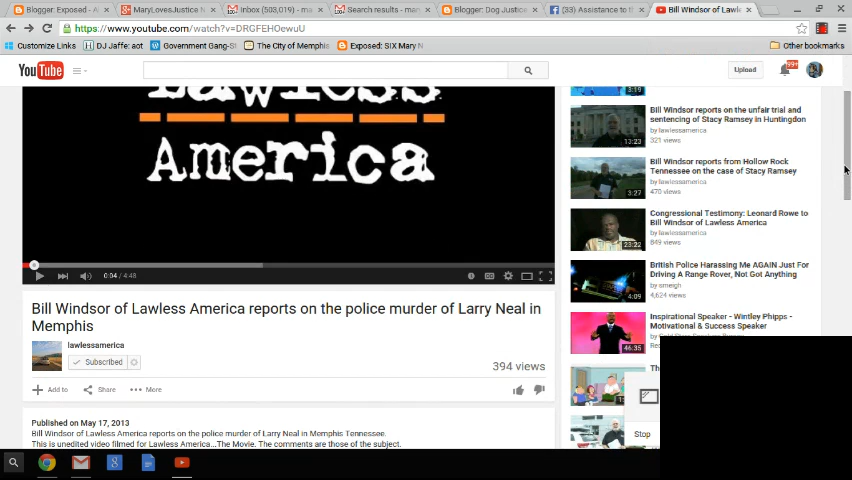 Blogger: Exposed - A
MaryLovesJustice N
Inbox (503,019) - ma
Search results - man
Blogger: Dog Justice
(33) Assistance to th
Bill Windsor of Lawle
https://www.youtube.com/watch?v=DRGFEHOewuU
Customize Links
DJ Jaffe: aot
Government Gang-St
The City of Memphis
Exposed: SIX Mary N
Other bookmarks
YouTube
Upload
99+
Lawless
America
0:04 / 4:48
Bill Windsor of Lawless America reports on the police murder of Larry Neal in
Memphis
lawlessamerica
Subscribed
394 views
Add to
Share
More
Published on May 17, 2013
Bill Windsor of Lawless America reports on the police murder of Larry Neal in Memphis Tennessee.
This is unedited video filmed for Lawless America...The Movie. The comments are those of the subject.
3:19
Bill Windsor reports on the unfair trial and
sentencing of Stacy Ramsey in Huntingdon
by lawlessamerica
321 views
13:23
Bill Windsor reports from Hollow Rock
Tennessee on the case of Stacy Ramsey
by lawlessamerica
470 views
3:27
Congressional Testimony: Leonard Rowe to
Bill Windsor of Lawless America
by lawlessamerica
849 views
23:22
British Police Harassing Me AGAIN Just For
Driving A Range Rover, Not Got Anything
by smeigh
4,624 views
4:09
Inspirational Speaker - Wintley Phipps -
Motivational & Success Speaker
46:35
Stop